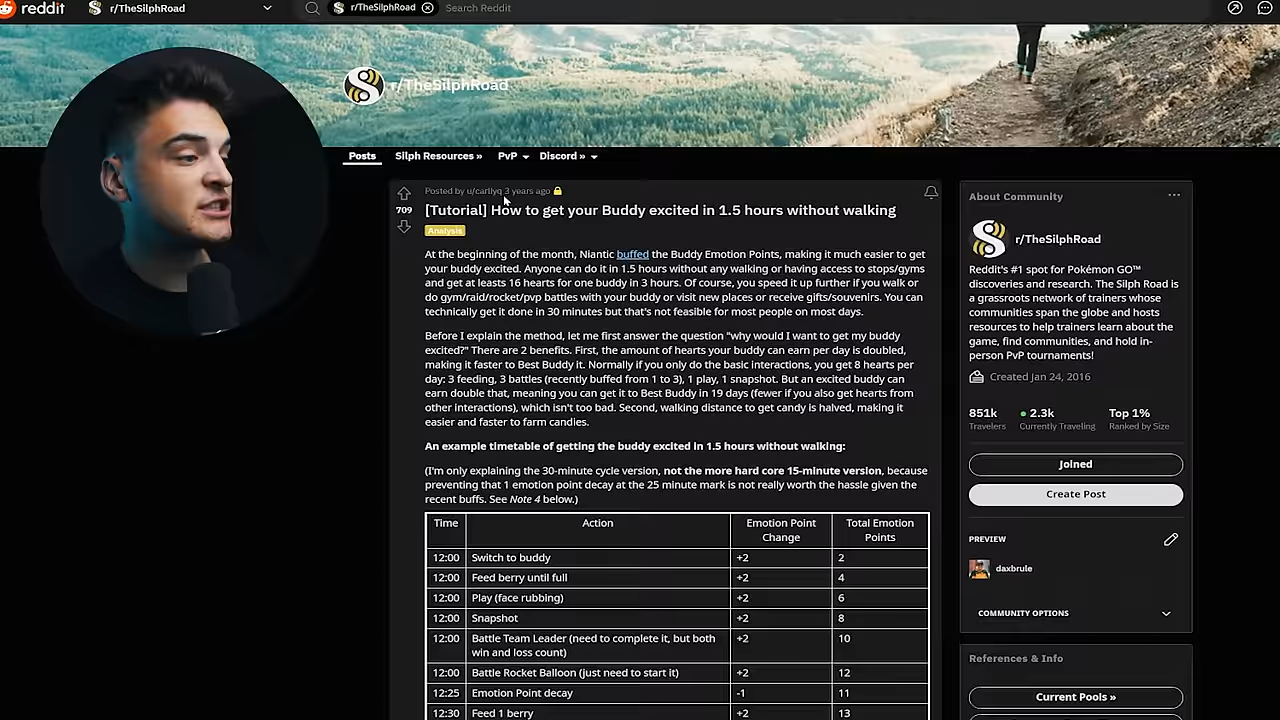 reddit r/TheSilphRoad r/TheSilphRoad Search Reddit
r/TheSilphRoad
Posts Silph Resources » PvP Discord »
Posted by u/carllyq 3 years ago
709
[Tutorial] How to get your Buddy excited in 1.5 hours without walking
Analysis
At the beginning of the month, Niantic buffed the Buddy Emotion Points, making it much easier to get
your buddy excited. Anyone can do it in 1.5 hours without any walking or having access to stops/gyms
and get at leasts 16 hearts for one buddy in 3 hours. Of course, you speed it up further if you walk or
do gym/raid/rocket/pvp battles with your buddy or visit new places or receive gifts/souvenirs. You can
technically get it done in 30 minutes but that's not feasible for most people on most days.
Before I explain the method, let me first answer the question "why would I want to get my buddy
excited?" There are 2 benefits. First, the amount of hearts your buddy can earn per day is doubled,
making it faster to Best Buddy it. Normally if you only do the basic interactions, you get 8 hearts per
day: 3 feeding, 3 battles (recently buffed from 1 to 3), 1 play, 1 snapshot. But an excited buddy can
earn double that, meaning you can get it to Best Buddy in 19 days (fewer if you also get hearts from
other interactions), which isn't too bad. Second, walking distance to get candy is halved, making it
easier and faster to farm candies.
An example timetable of getting the buddy excited in 1.5 hours without walking:
(I'm only explaining the 30-minute cycle version, not the more hard core 15-minute version, because
preventing that 1 emotion point decay at the 25 minute mark is not really worth the hassle given the
recent buffs. See Note 4 below.)
Time Action Emotion Point Change Total Emotion Points
12:00 Switch to buddy +2 2
12:00 Feed berry until full +2 4
12:00 Play (face rubbing) +2 6
12:00 Snapshot +2 8
12:00 Battle Team Leader (need to complete it, but both win and loss count) +2 10
12:00 Battle Rocket Balloon (just need to start it) +2 12
12:25 Emotion Point decay -1 11
12:30 Feed 1 berry +2 13
About Community
r/TheSilphRoad
Reddit's #1 spot for Pokémon GO™
discoveries and research. The Silph Road is
a grassroots network of trainers whose
communities span the globe and hosts
resources to help trainers learn about the
game, find communities, and hold in-
person PvP tournaments!
Created Jan 24, 2016
851k 2.3k Top 1%
Travelers Currently Traveling Ranked by Size
Joined
Create Post
PREVIEW
daxbrule
COMMUNITY OPTIONS
References & Info
Current Pools »